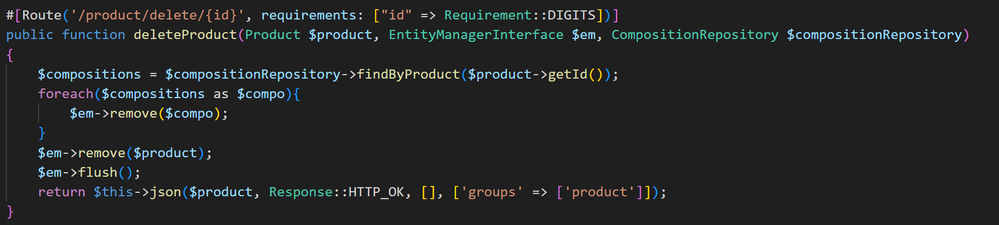 #[Route('/product/delete/{id}', requirements: ["id" => Requirement::DIGITS])]
public function deleteProduct(Product $product, EntityManagerInterface $em, CompositionRepository $compositionRepository)
{
    $compositions = $compositionRepository->findByProduct($product->getId());
    foreach($compositions as $compo){
        $em->remove($compo);
    }
    $em->remove($product);
    $em->flush();
    return $this->json($product, Response::HTTP_OK, [], ['groups' => ['product']]);
}